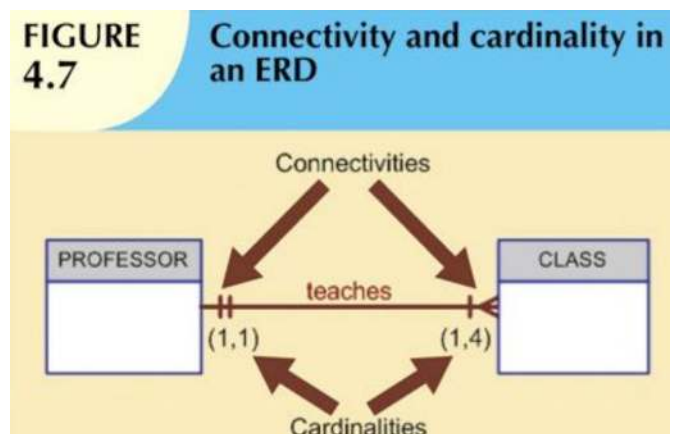 FIGURE
4.7
Connectivity and cardinality in
an ERD
Connectivities
PROFESSOR
CLASS
teaches
(1,1)
(1,4)
Cardinalities